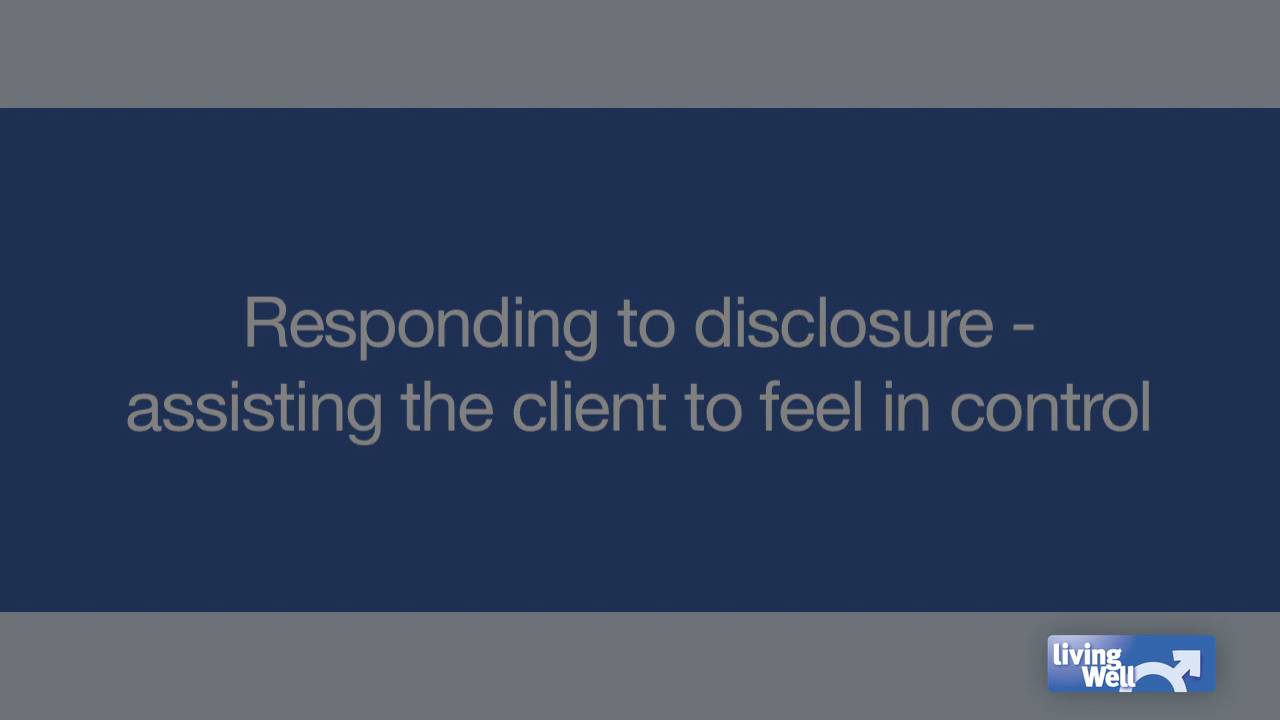 Responding to disclosure -
assisting the client to feel in control
living
Well